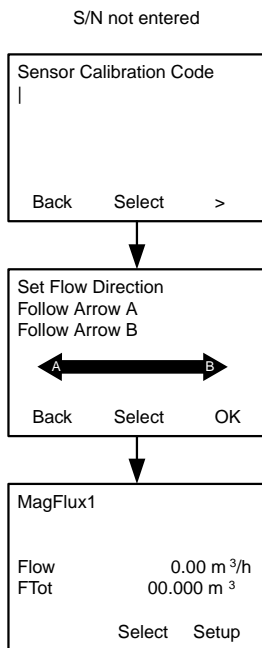 S/N not entered
Sensor Calibration Code
|
Back Select >
Set Flow Direction
Follow Arrow A
Follow Arrow B
A B
Back Select OK
MagFlux1
Flow 0.00 m³/h
FTot 00.000 m³
Select Setup